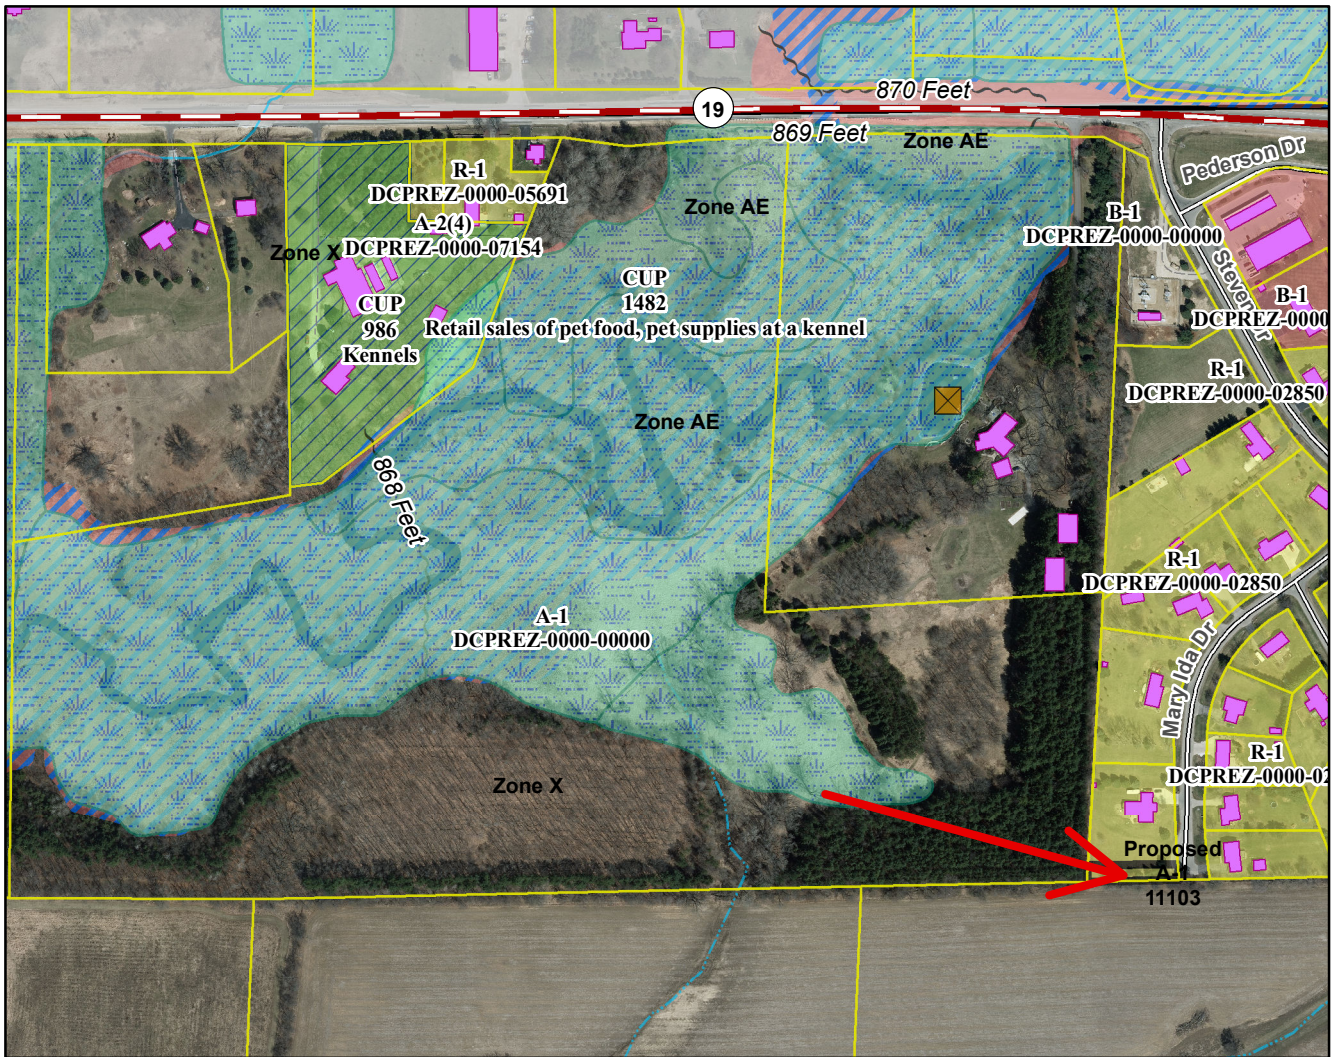 870 Feet
19
869 Feet
Zone AE
Pederson Dr
R-1
DCPREZ-0000-05691
Zone AE
B-1
DCPREZ-0000-00000
A-2(4)
DCPREZ-0000-07154
Zone X
CUP
1482
Retail sales of pet food, pet supplies at a kennel
CUP
986
Kennels
B-1
DCPREZ-0000
R-1
DCPREZ-0000-02850
Zone AE
868 Feet
R-1
DCPREZ-0000-02850
A-1
DCPREZ-0000-00000
Mary Ida Dr
R-1
DCPREZ-0000-02
Zone X
Proposed
A-1
11103